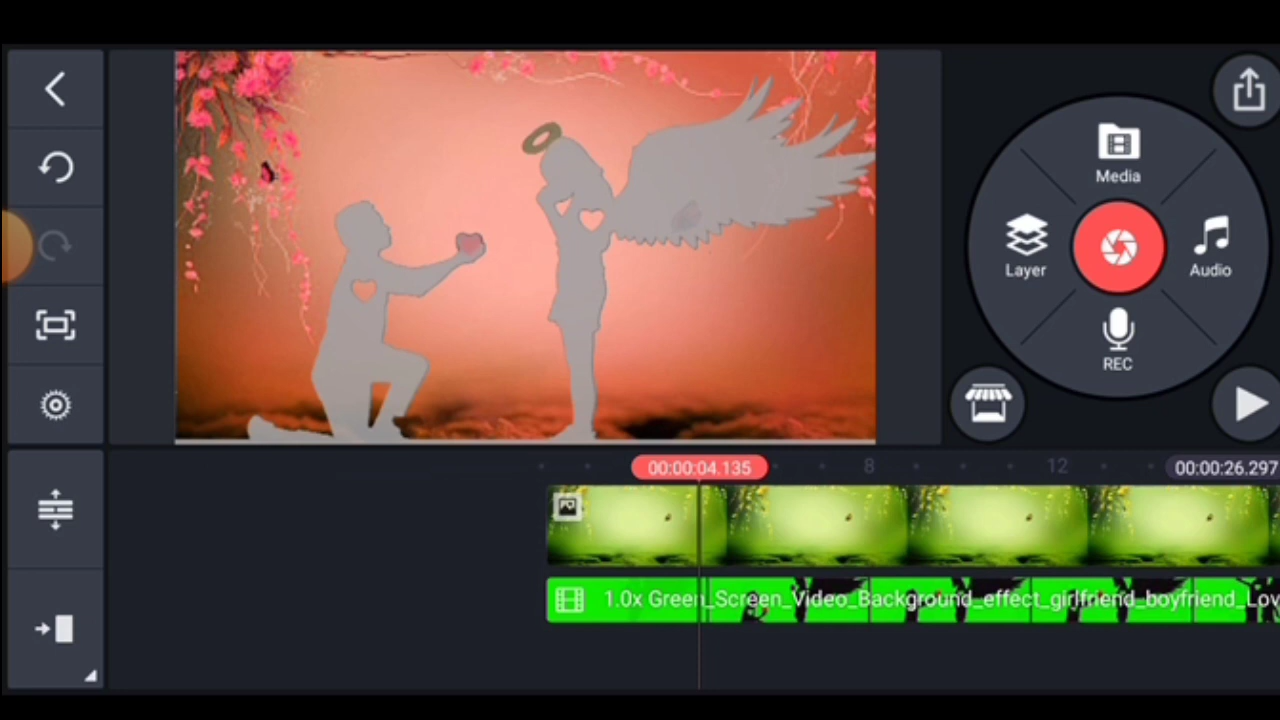 Media
Layer
Audio
REC
00:00:04.135
8
12
00:00:26.297
1.0x Green_Screen_Video_Background_effect_girlfriend_boyfriend_Lov